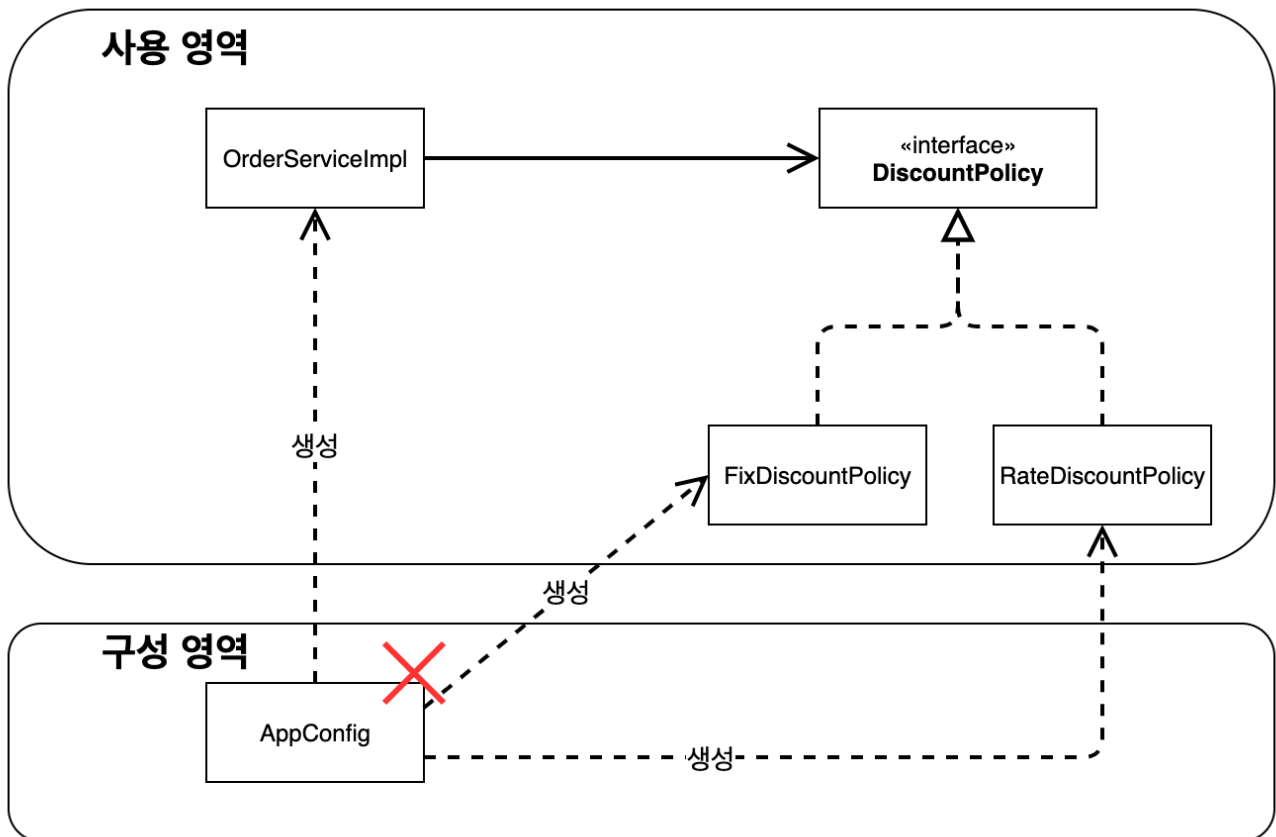 사용 영역
OrderServiceImpl
«interface»
DiscountPolicy
생성
FixDiscountPolicy
RateDiscountPolicy
생성
구성 영역
AppConfig
생성